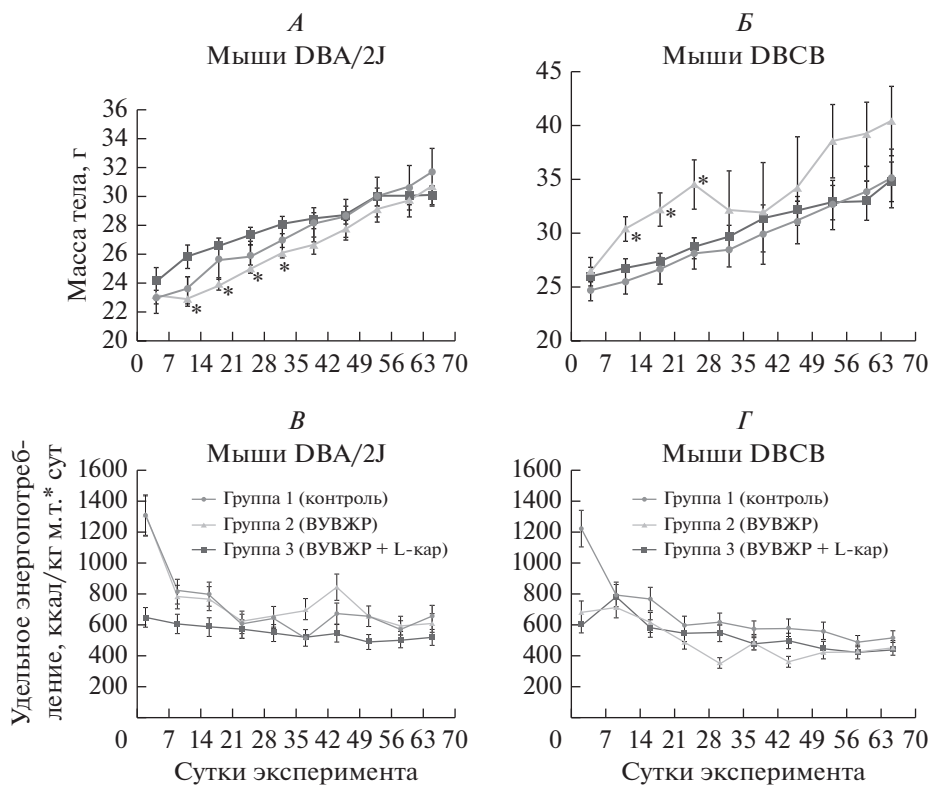 А
Мыши DBA/2J
Масса тела, г
36
34
32
30
28
26
24
22
20
* * * *
0 7 14 21 28 35 42 49 52 56 63 70
Б
Мыши DBCB
45
40
35
30
25
20
* * *
0 7 14 21 28 35 42 49 52 56 63 70
В
Мыши DBA/2J
Удельное энергопотреб-
ление, ккал/кг м.т.* сут
1600
1400
1200
1000
800
600
400
200
Группа 1 (контроль)
Группа 2 (ВУВЖР)
Группа 3 (ВУВЖР + L-кар)
0 7 14 21 28 35 42 49 52 56 63 70
Сутки эксперимента
Г
Мыши DBCB
1600
1400
1200
1000
800
600
400
200
Группа 1 (контроль)
Группа 2 (ВУВЖР)
Группа 3 (ВУВЖР + L-кар)
0 7 14 21 28 35 42 49 52 56 63 70
Сутки эксперимента